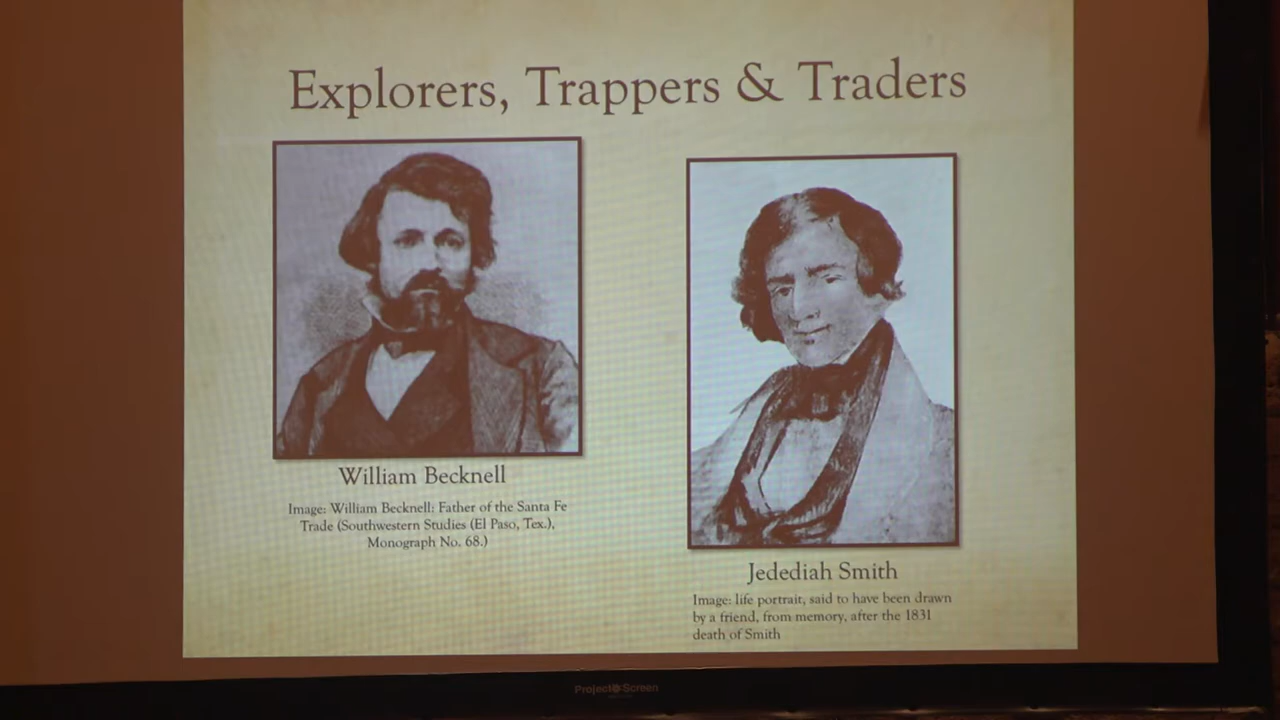 Explorers, Trappers & Traders
William Becknell
Image: William Becknell: Father of the Santa Fe
Trade (Southwestern Studies (El Paso, Tex.),
Monograph No. 68.)
Jedediah Smith
Image: life portrait, said to have been drawn
by a friend, from memory, after the 1831
death of Smith
Project Screen